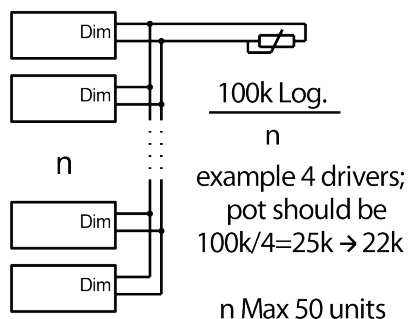 Dim
Dim
100k Log.
n
n
example 4 drivers;
pot should be
100k/4=25k → 22k
Dim
Dim
n Max 50 units